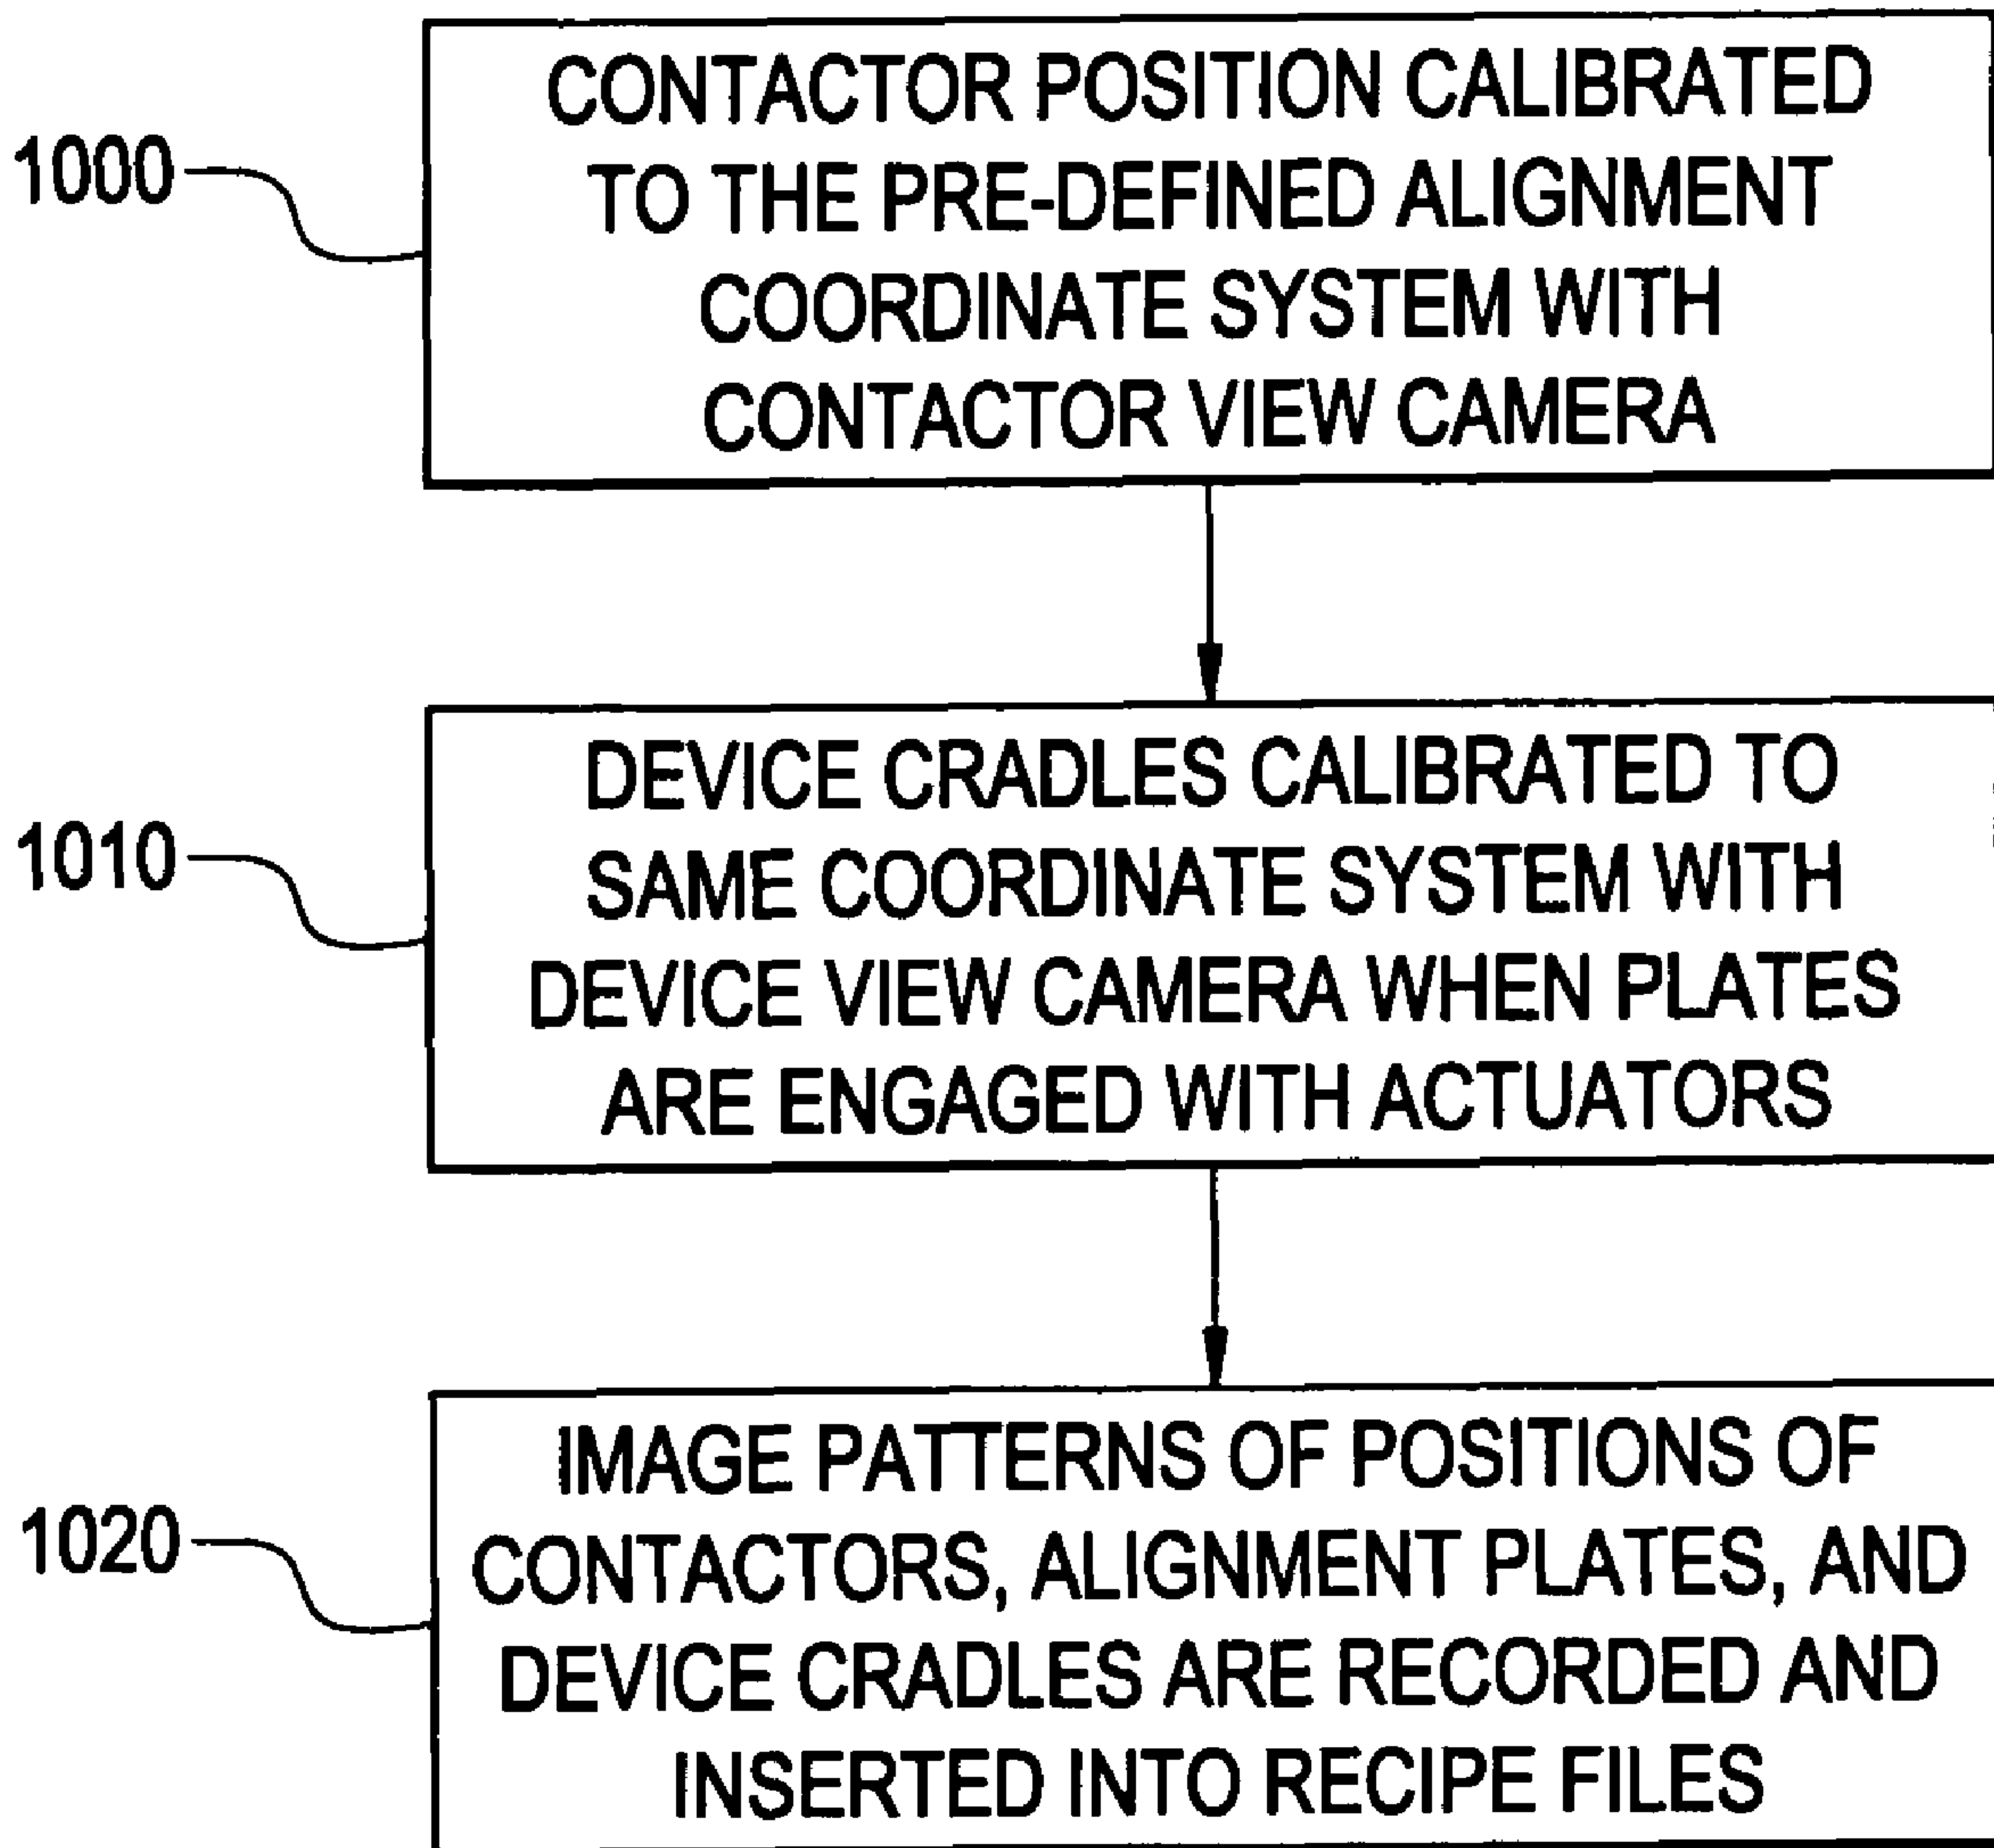 1000
CONTACTOR POSITION CALIBRATED
TO THE PRE-DEFINED ALIGNMENT
COORDINATE SYSTEM WITH
CONTACTOR VIEW CAMERA
1010
DEVICE CRADLES CALIBRATED TO
SAME COORDINATE SYSTEM WITH
DEVICE VIEW CAMERA WHEN PLATES
ARE ENGAGED WITH ACTUATORS
1020
IMAGE PATTERNS OF POSITIONS OF
CONTACTORS, ALIGNMENT PLATES, AND
DEVICE CRADLES ARE RECORDED AND
INSERTED INTO RECIPE FILES